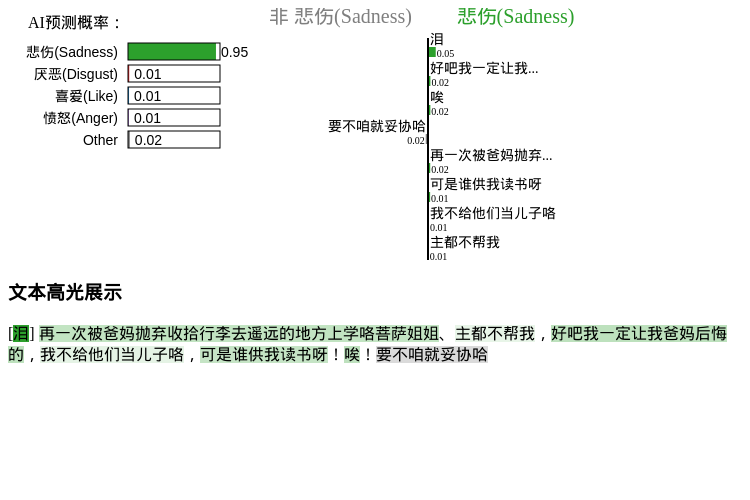 AI预测概率：
悲伤(Sadness) 0.95
厌恶(Disgust) 0.01
喜爱(Like) 0.01
愤怒(Anger) 0.01
Other 0.02
非 悲伤(Sadness) 悲伤(Sadness)
泪
0.05
好吧我一定让我...
0.02
唉
0.02
要不咱就妥协哈
0.02
再一次被爸妈抛弃...
0.02
可是谁供我读书呀
0.01
我不给他们当儿子咯
0.01
主都不帮我
0.01
文本高光展示
[泪] 再一次被爸妈抛弃收拾行李去遥远的地方上学咯菩萨姐姐、主都不帮我，好吧我一定让我爸妈后悔
的，我不给他们当儿子咯，可是谁供我读书呀！唉！要不咱就妥协哈